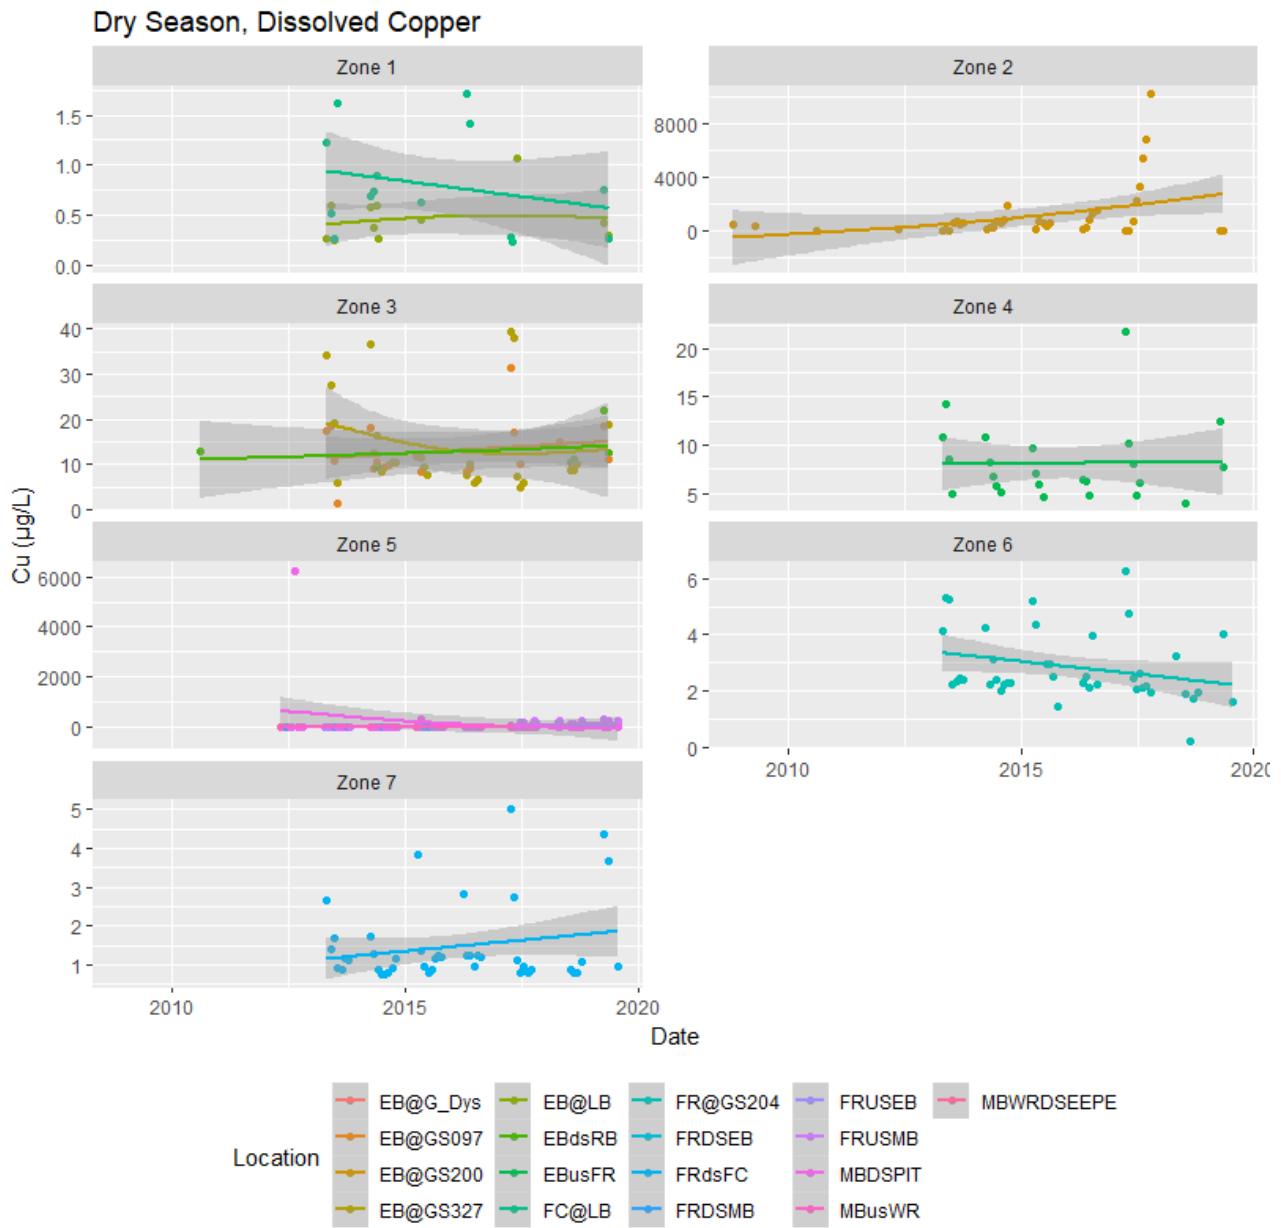 Dry Season, Dissolved Copper
Zone 1
Zone 2
1.5
1.0
0.5
0.0
8000
4000
0
Zone 3
Zone 4
40
30
20
10
0
20
15
10
5
Zone 5
Zone 6
6000
4000
2000
0
6
4
2
0
2010
2015
2020
Zone 7
5
4
3
2
1
2010
2015
2020
Cu (µg/L)
Date
Location
EB@G_Dys
EB@LB
FR@GS204
FRUSEB
MBWRDSEEPE
EB@GS097
EBdsRB
FRDSEB
FRUSMB
EB@GS200
EBusFR
FRdsFC
MBDSPIT
EB@GS327
FC@LB
FRDSMB
MBusWR